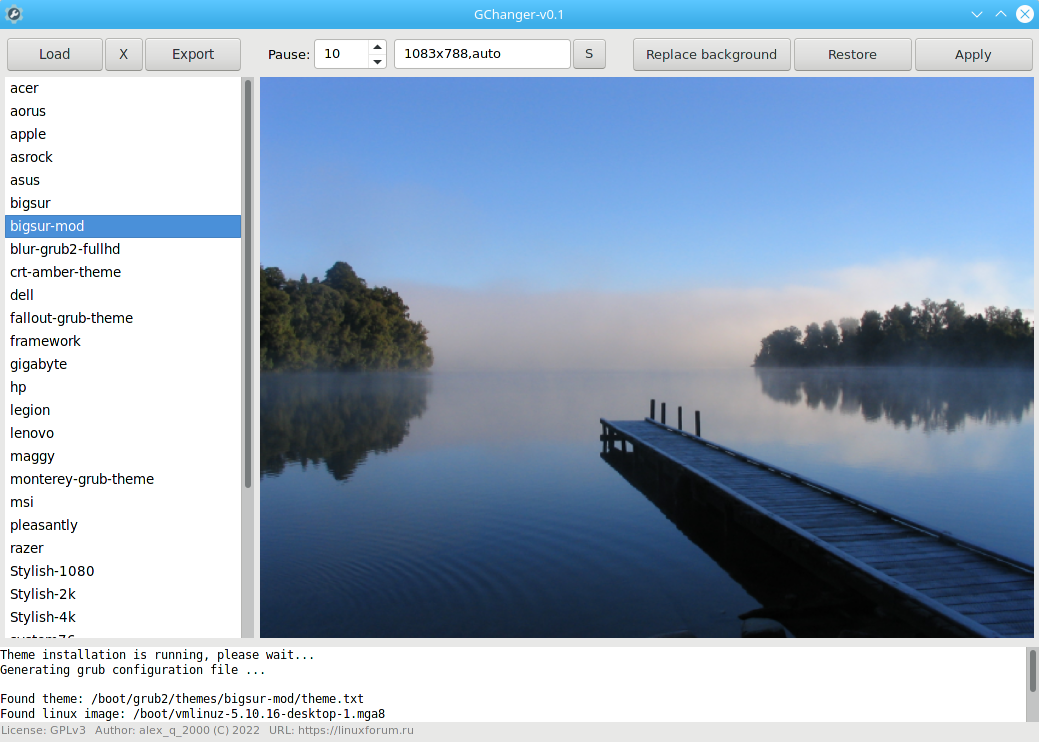 GChanger-v0.1
Load X Export Pause: 10 1083x788,auto S Replace background Restore Apply
acer
aorus
apple
asrock
asus
bigsur
bigsur-mod
blur-grub2-fullhd
crt-amber-theme
dell
fallout-grub-theme
framework
gigabyte
hp
legion
lenovo
maggy
monterey-grub-theme
msi
pleasantly
razer
Stylish-1080
Stylish-2k
Stylish-4k
Theme installation is running, please wait...
Generating grub configuration file ...
Found theme: /boot/grub2/themes/bigsur-mod/theme.txt
Found linux image: /boot/vmlinuz-5.10.16-desktop-1.mga8
License: GPLv3 Author: alex_q_2000 (C) 2022 URL: https://linuxforum.ru